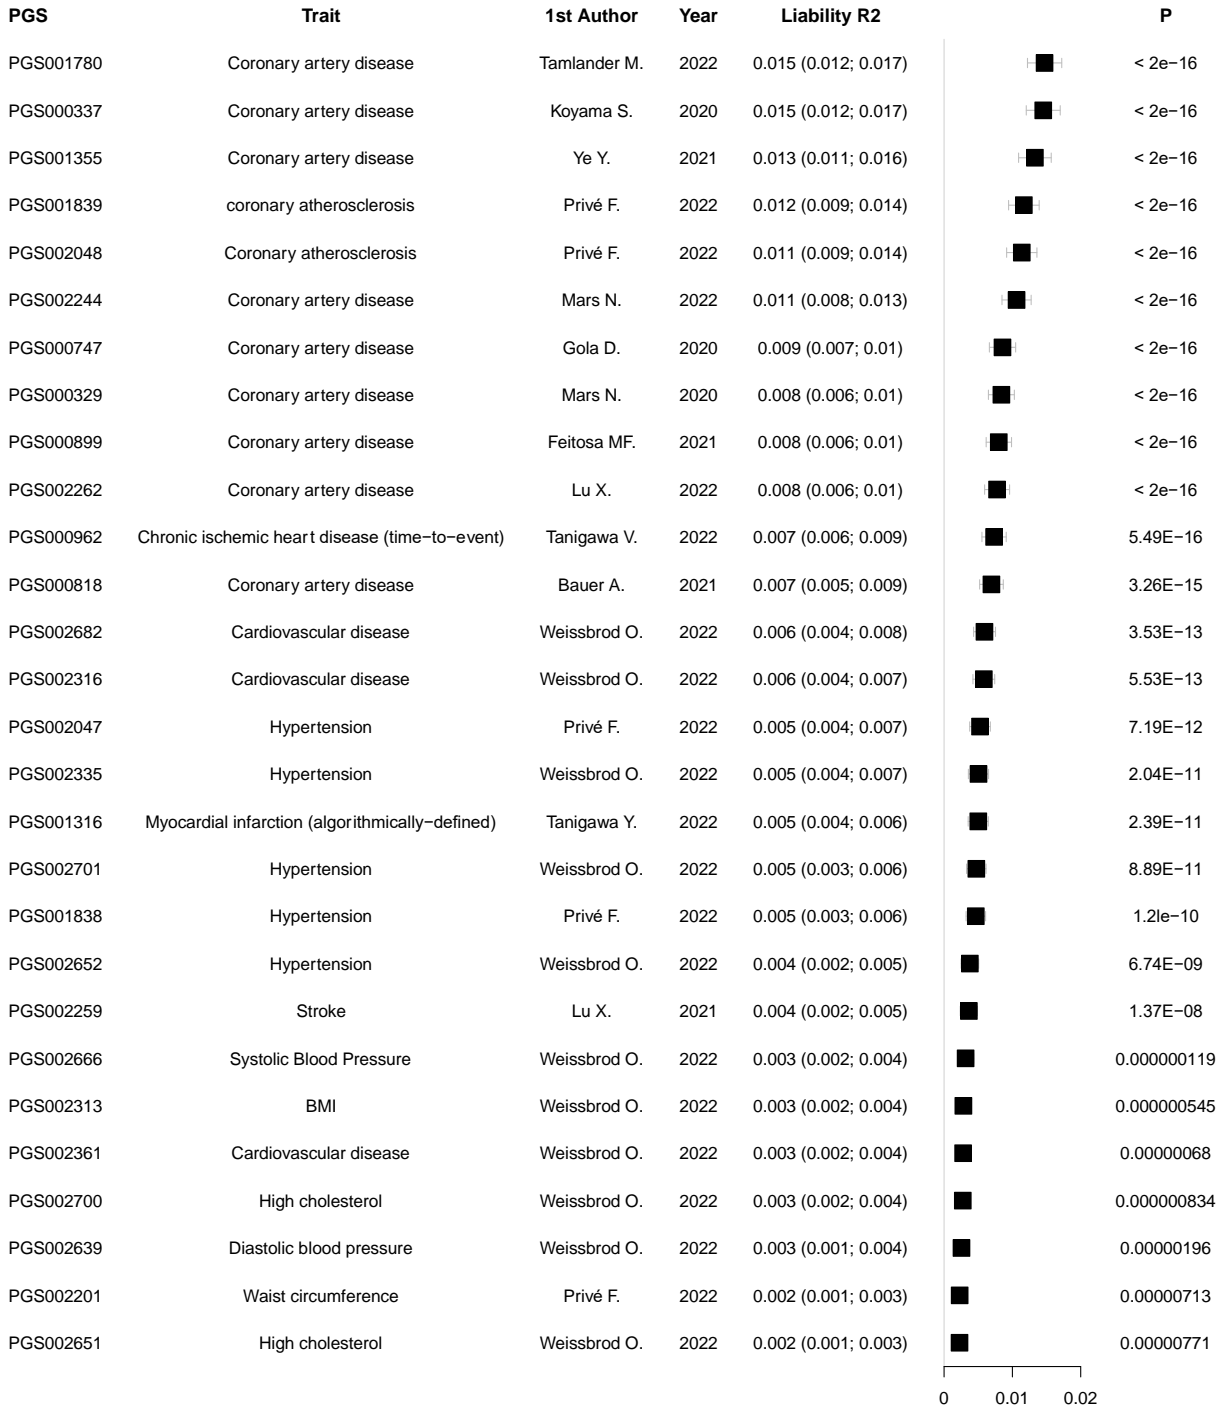 PGS Trait 1st Author Year Liability R2 P
PGS001780 Coronary artery disease Tamlander M. 2022 0.015 (0.012; 0.017) < 2e−16
PGS000337 Coronary artery disease Koyama S. 2020 0.015 (0.012; 0.017) < 2e−16
PGS001355 Coronary artery disease Ye Y. 2021 0.013 (0.011; 0.016) < 2e−16
PGS001839 coronary atherosclerosis Privé F. 2022 0.012 (0.009; 0.014) < 2e−16
PGS002048 Coronary atherosclerosis Privé F. 2022 0.011 (0.009; 0.014) < 2e−16
PGS002244 Coronary artery disease Mars N. 2022 0.011 (0.008; 0.013) < 2e−16
PGS000747 Coronary artery disease Gola D. 2020 0.009 (0.007; 0.01) < 2e−16
PGS000329 Coronary artery disease Mars N. 2020 0.008 (0.006; 0.01) < 2e−16
PGS000899 Coronary artery disease Feitosa MF. 2021 0.008 (0.006; 0.01) < 2e−16
PGS002262 Coronary artery disease Lu X. 2022 0.008 (0.006; 0.01) < 2e−16
PGS000962 Chronic ischemic heart disease (time−to−event) Tanigawa V. 2022 0.007 (0.006; 0.009) 5.49E−16
PGS000818 Coronary artery disease Bauer A. 2021 0.007 (0.005; 0.009) 3.26E−15
PGS002682 Cardiovascular disease Weissbrod O. 2022 0.006 (0.004; 0.008) 3.53E−13
PGS002316 Cardiovascular disease Weissbrod O. 2022 0.006 (0.004; 0.007) 5.53E−13
PGS002047 Hypertension Privé F. 2022 0.005 (0.004; 0.007) 7.19E−12
PGS002335 Hypertension Weissbrod O. 2022 0.005 (0.004; 0.007) 2.04E−11
PGS001316 Myocardial infarction (algorithmically−defined) Tanigawa Y. 2022 0.005 (0.004; 0.006) 2.39E−11
PGS002701 Hypertension Weissbrod O. 2022 0.005 (0.003; 0.006) 8.89E−11
PGS001838 Hypertension Privé F. 2022 0.005 (0.003; 0.006) 1.2le−10
PGS002652 Hypertension Weissbrod O. 2022 0.004 (0.002; 0.005) 6.74E−09
PGS002259 Stroke Lu X. 2021 0.004 (0.002; 0.005) 1.37E−08
PGS002666 Systolic Blood Pressure Weissbrod O. 2022 0.003 (0.002; 0.004) 0.000000119
PGS002313 BMI Weissbrod O. 2022 0.003 (0.002; 0.004) 0.000000545
PGS002361 Cardiovascular disease Weissbrod O. 2022 0.003 (0.002; 0.004) 0.00000068
PGS002700 High cholesterol Weissbrod O. 2022 0.003 (0.002; 0.004) 0.000000834
PGS002639 Diastolic blood pressure Weissbrod O. 2022 0.003 (0.001; 0.004) 0.00000196
PGS002201 Waist circumference Privé F. 2022 0.002 (0.001; 0.003) 0.00000713
PGS002651 High cholesterol Weissbrod O. 2022 0.002 (0.001; 0.003) 0.00000771
0 0.01 0.02